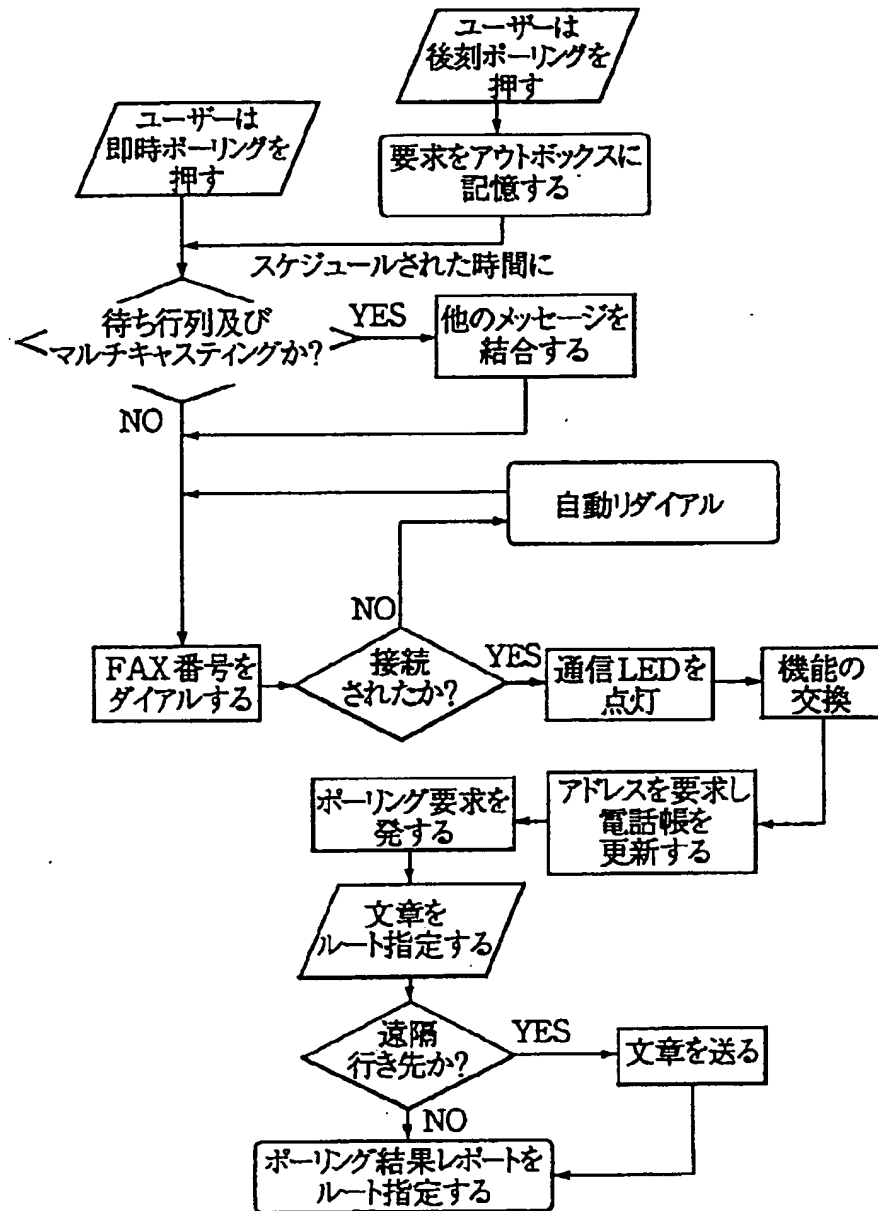 ユーザーは
後刻ポーリングを
押す
ユーザーは
即時ポーリングを
押す
要求をアウトボックスに
記憶する
スケジュールされた時間に
待ち行列及び
マルチキャスティングか?
YES
他のメッセージを
結合する
NO
自動リダイアル
NO
FAX番号を
ダイアルする
接続
されたか?
YES
通信LEDを
点灯
機能の
交換
アドレスを要求し
電話帳を
更新する
ポーリング要求を
発する
文章を
ルート指定する
遠隔
行き先か?
YES
文章を送る
NO
ポーリング結果レポートを
ルート指定する